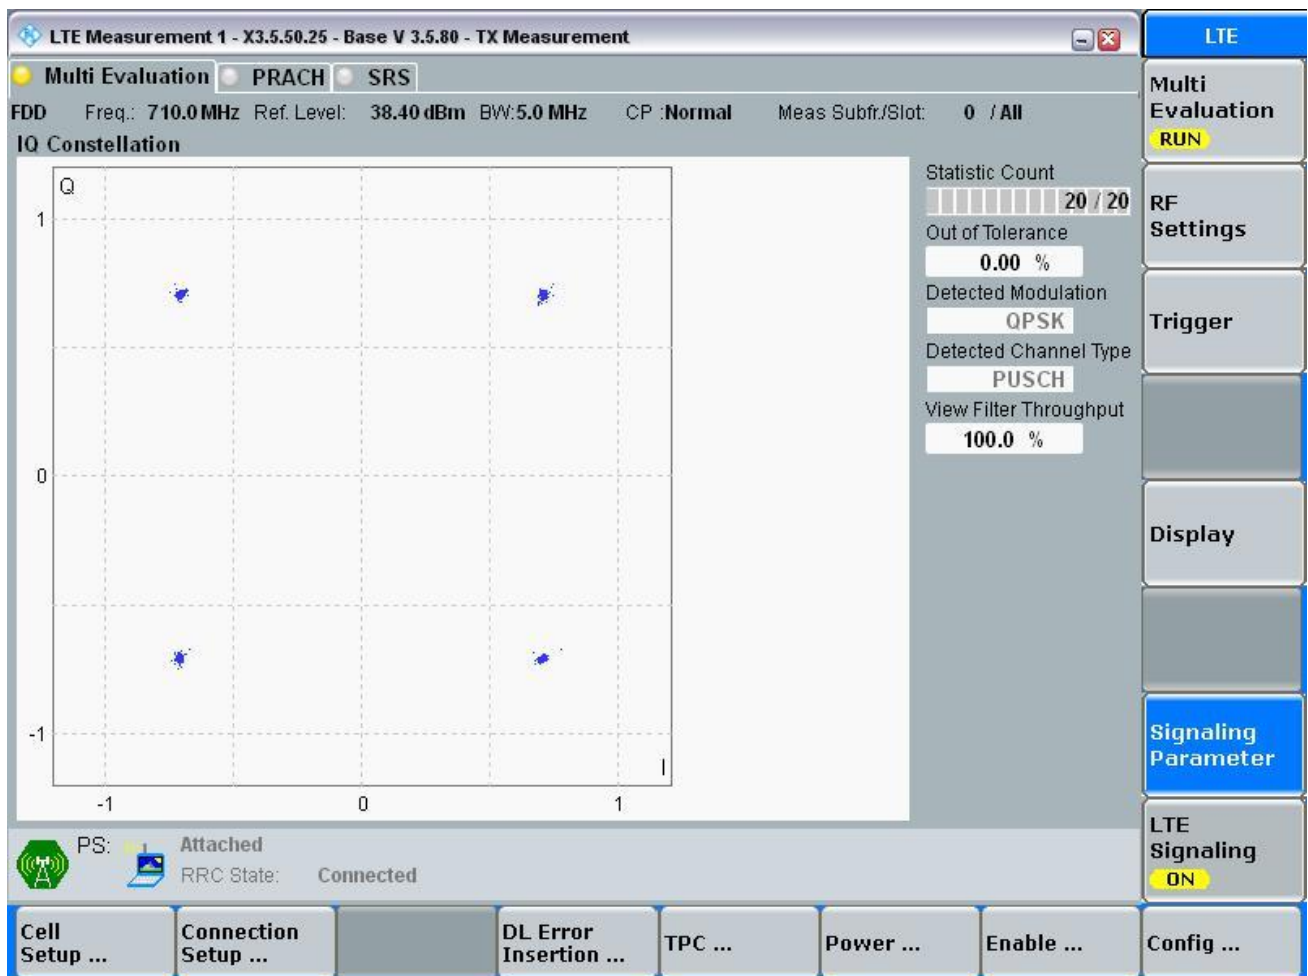 LTE Measurement 1 - X3.5.50.25 - Base V 3.5.80 - TX Measurement
LTE
Multi Evaluation PRACH SRS
FDD Freq.: 710.0 MHz Ref. Level: 38.40 dBm BW: 5.0 MHz CP : Normal Meas Subfr./Slot: 0 / All
IQ Constellation
Q
1
0
-1
I
-1 0 1
Statistic Count
20 / 20
Out of Tolerance
0.00 %
Detected Modulation
QPSK
Detected Channel Type
PUSCH
View Filter Throughput
100.0 %
Multi
Evaluation
RUN
RF
Settings
Trigger
Display
Signaling
Parameter
LTE
Signaling
ON
PS: Attached
RRC State: Connected
Cell
Setup ...
Connection
Setup ...
DL Error
Insertion ...
TPC ...
Power ...
Enable ...
Config ...